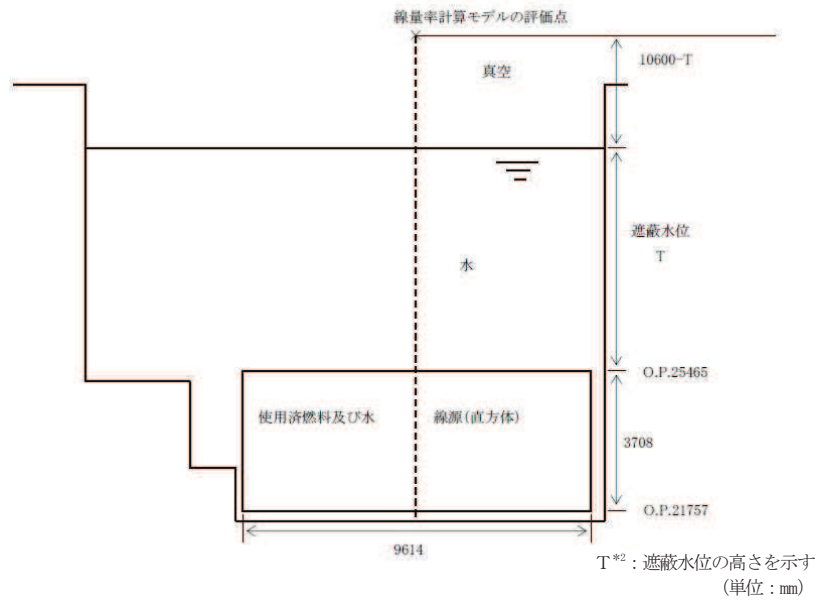 線量率計算モデルの評価点
10600-T
真空
遮蔽水位
T
水
O.P.25465
使用済燃料及び水
線源(直方体)
3708
O.P.21757
9614
T*2：遮蔽水位の高さを示す
(単位：mm)